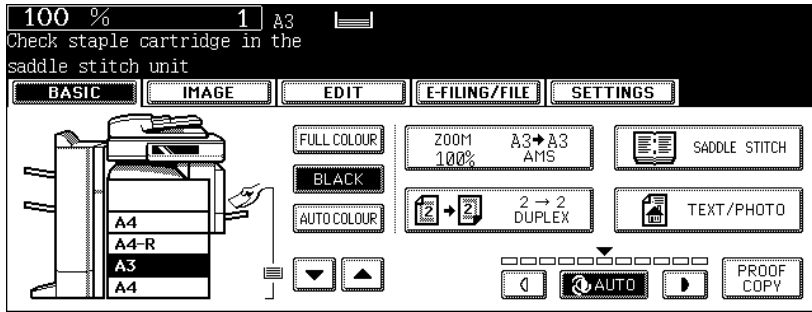 100 % 1 A3
Check staple cartridge in the
saddle stitch unit
BASIC IMAGE EDIT E-FILING/FILE SETTINGS
FULL COLOUR
BLACK
AUTO COLOUR
ZOOM A3➔A3
100% AMS
SADDLE STITCH
2 ➔ 2 2 → 2
DUPLEX
TEXT/PHOTO
A4
A4-R
A3
A4
AUTO
PROOF
COPY